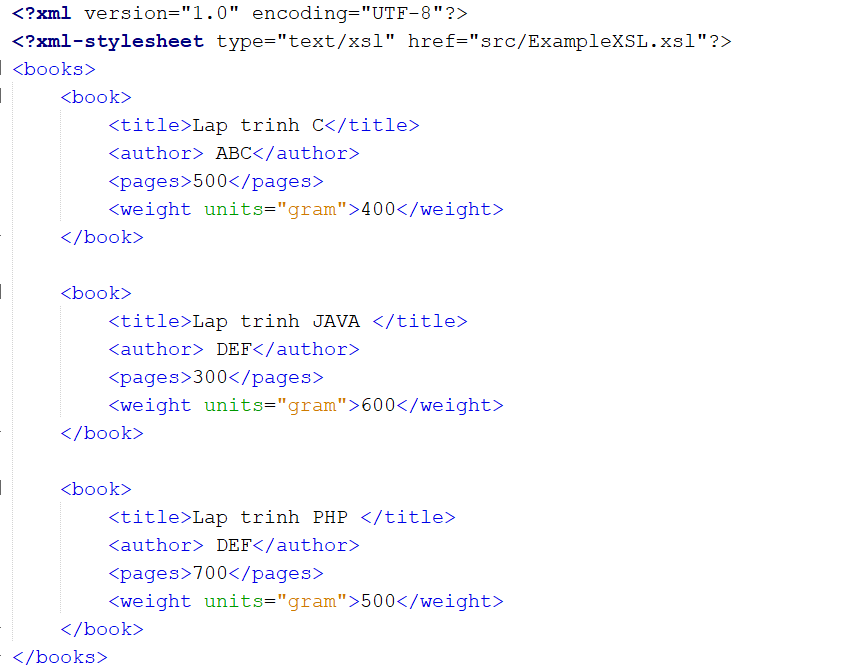 <?xml version="1.0" encoding="UTF-8"?>
<?xml-stylesheet type="text/xsl" href="src/ExampleXSL.xsl"?>
<books>
    <book>
        <title>Lap trinh C</title>
        <author> ABC</author>
        <pages>500</pages>
        <weight units="gram">400</weight>
    </book>

    <book>
        <title>Lap trinh JAVA </title>
        <author> DEF</author>
        <pages>300</pages>
        <weight units="gram">600</weight>
    </book>

    <book>
        <title>Lap trinh PHP </title>
        <author> DEF</author>
        <pages>700</pages>
        <weight units="gram">500</weight>
    </book>
</books>